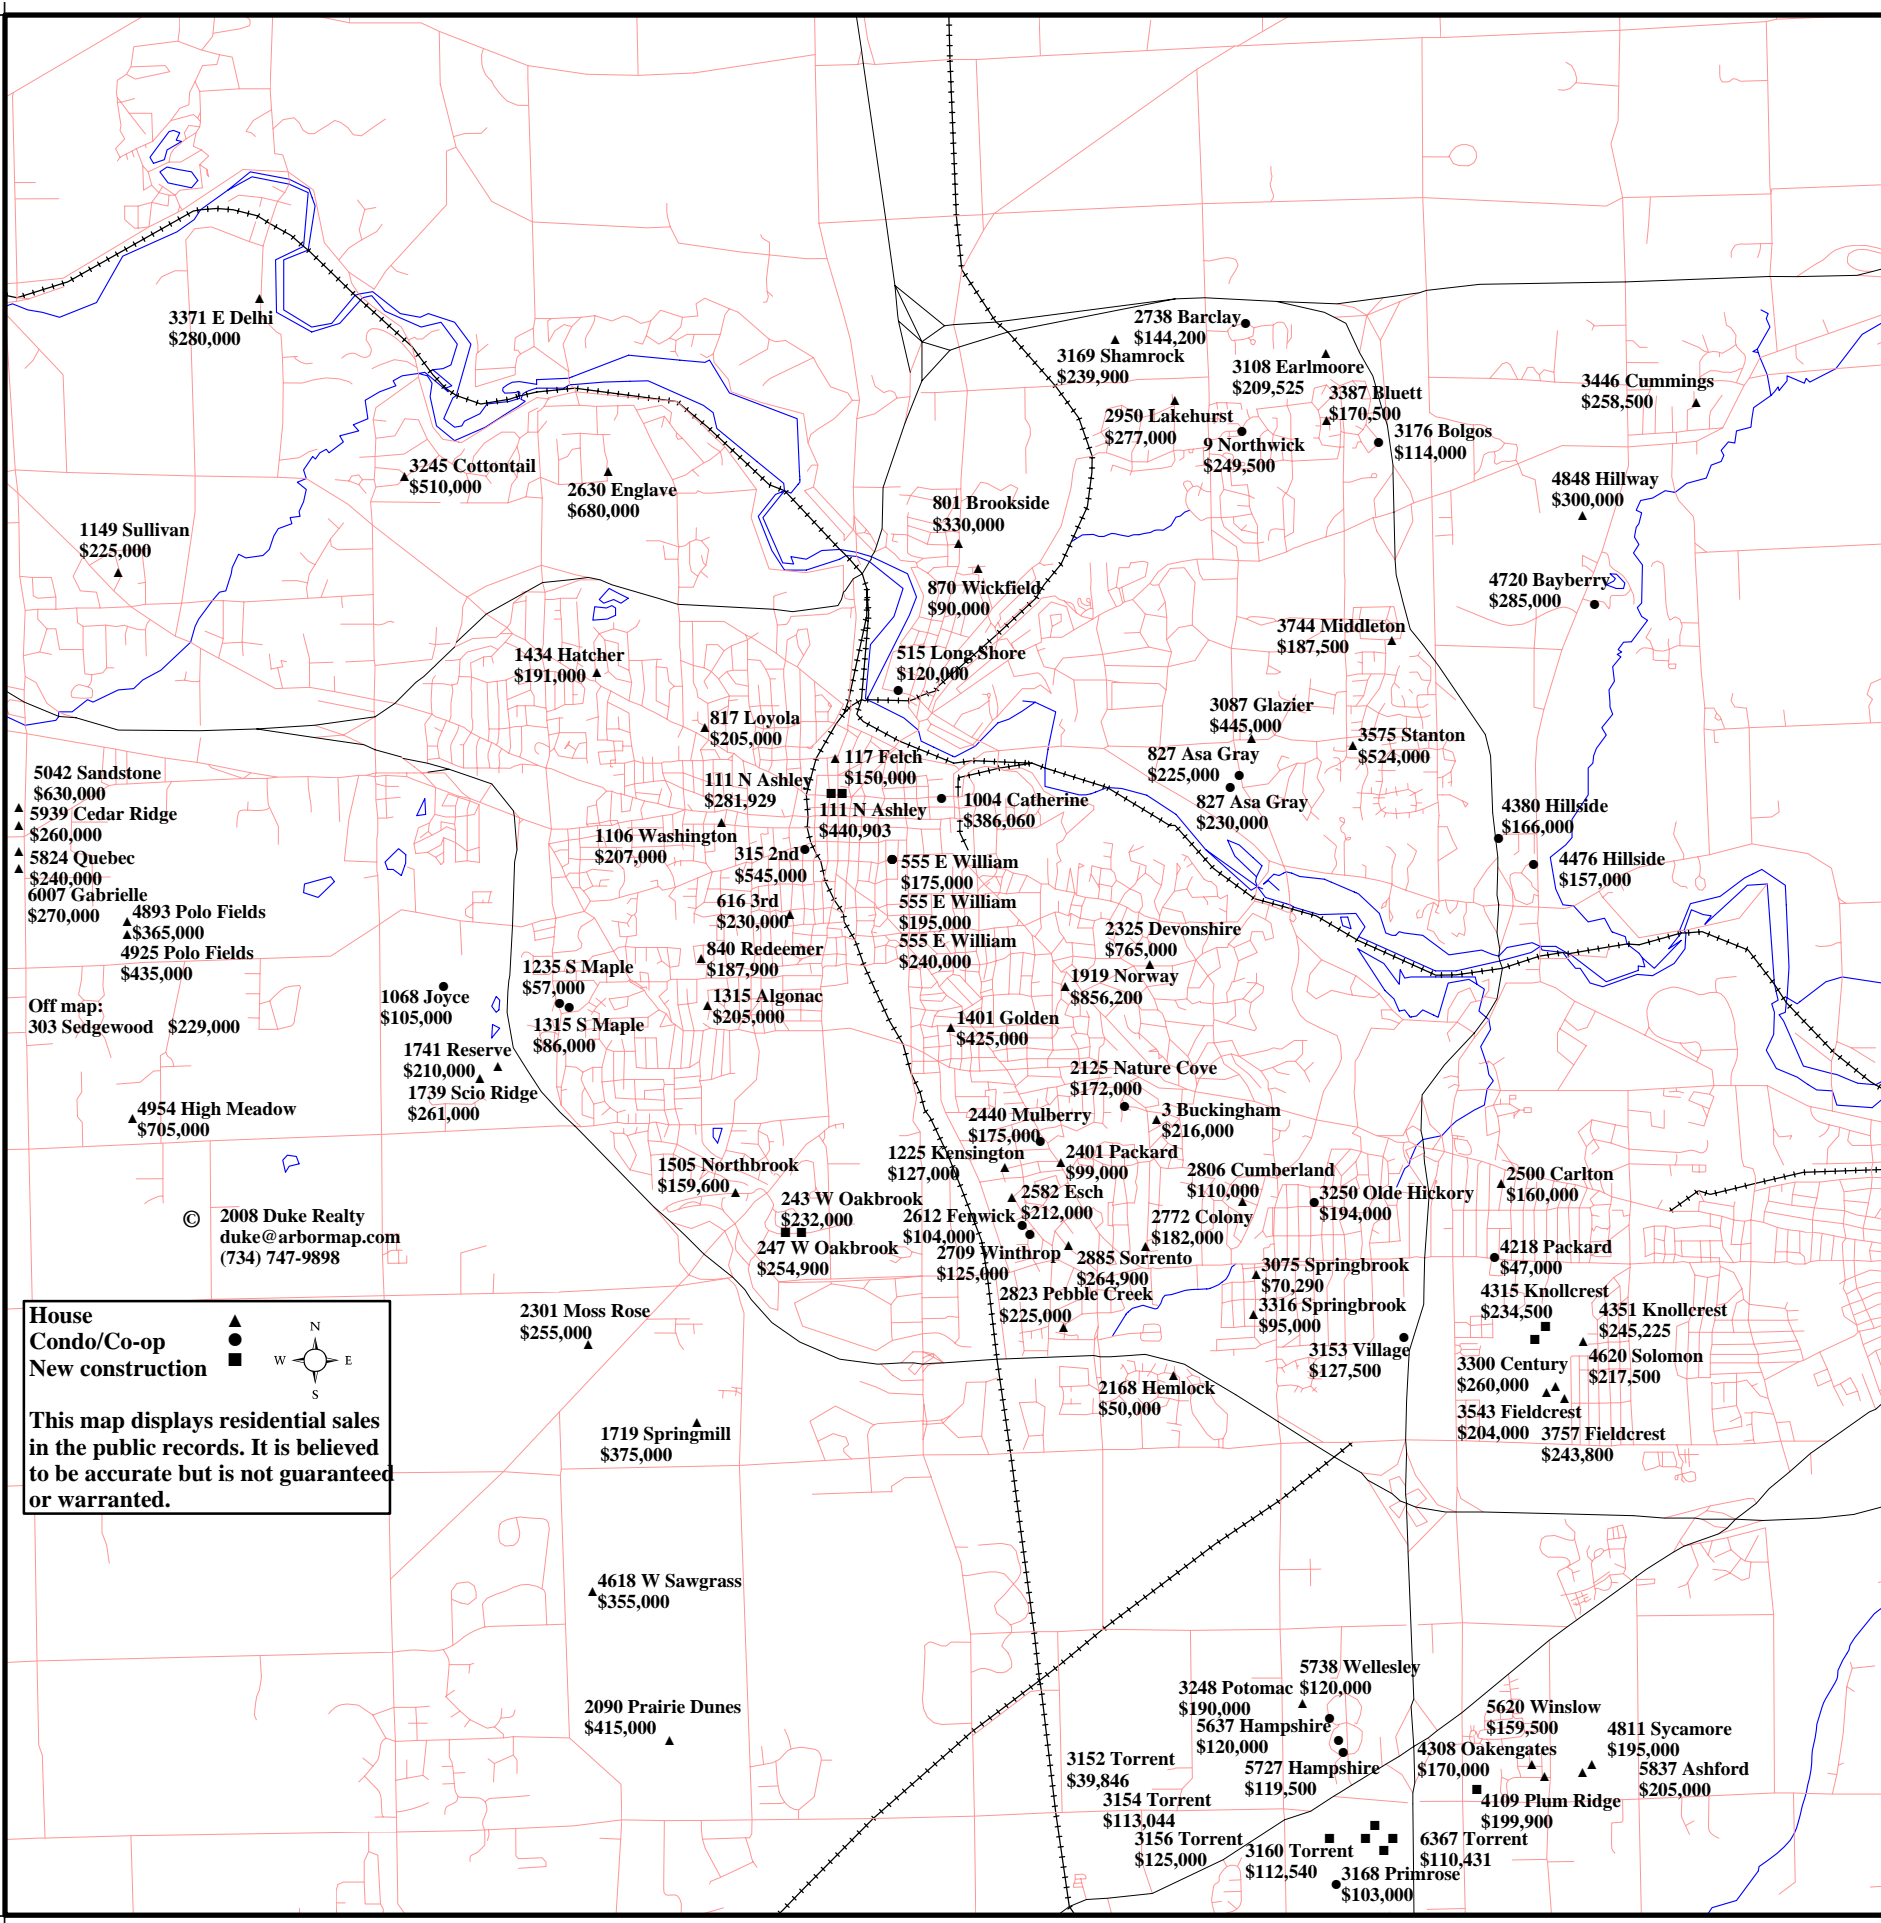 3371 E Delhi
$280,000
2738 Barclay
$144,200
3169 Shamrock
$239,900
3108 Earlmoore
$209,525
3387 Bluett
$170,500
3446 Cummings
$258,500
2950 Lakehurst
$277,000
9 Northwick
$249,500
3176 Bolgos
$114,000
3245 Cottontail
$510,000
2630 Englave
$680,000
4848 Hillway
$300,000
801 Brookside
$330,000
1149 Sullivan
$225,000
870 Wickfield
$90,000
4720 Bayberry
$285,000
3744 Middleton
$187,500
1434 Hatcher
$191,000
515 Long Shore
$120,000
817 Loyola
$205,000
3087 Glazier
$445,000
3575 Stanton
$524,000
117 Felch
$150,000
827 Asa Gray
$225,000
5042 Sandstone
$630,000
111 N Ashley
$281,929
111 N Ashley
$440,903
1004 Catherine
$386,060
827 Asa Gray
$230,000
4380 Hillside
$166,000
5939 Cedar Ridge
$260,000
1106 Washington
$207,000
315 2nd
$545,000
555 E William
$175,000
4476 Hillside
$157,000
5824 Quebec
$240,000
6007 Gabrielle
$270,000
616 3rd
$230,000
555 E William
$195,000
4893 Polo Fields
$365,000
4925 Polo Fields
$435,000
2325 Devonshire
$765,000
555 E William
$240,000
840 Redeemer
$187,900
1235 S Maple
$57,000
1919 Norway
$856,200
1068 Joyce
$105,000
Off map:
303 Sedgewood $229,000
1315 Algonac
$205,000
1315 S Maple
$86,000
1401 Golden
$425,000
1741 Reserve
$210,000
1739 Scio Ridge
$261,000
2125 Nature Cove
$172,000
4954 High Meadow
$705,000
2440 Mulberry
$175,000
3 Buckingham
$216,000
1225 Kensington
$127,000
2401 Packard
$99,000
1505 Northbrook
$159,600
2806 Cumberland
$110,000
2500 Carlton
$160,000
2582 Esch
$212,000
3250 Olde Hickory
$194,000
243 W Oakbrook
$232,000
2612 Fenwick
$104,000
2772 Colony
$182,000
© 2008 Duke Realty
duke@arbormap.com
(734) 747-9898
247 W Oakbrook
$254,900
2709 Winthrop
$125,000
2885 Sorrento
$264,900
4218 Packard
$47,000
3075 Springbrook
$70,290
2823 Pebble Creek
$225,000
4315 Knollcrest
$234,500
3316 Springbrook
$95,000
4351 Knollcrest
$245,225
2301 Moss Rose
$255,000
3153 Village
$127,500
4620 Solomon
$217,500
3300 Century
$260,000
2168 Hemlock
$50,000
3543 Fieldcrest
$204,000
3757 Fieldcrest
$243,800
House
Condo/Co-op
New construction
N
W E
S
This map displays residential sales
in the public records. It is believed
to be accurate but is not guaranteed
or warranted.
1719 Springmill
$375,000
4618 W Sawgrass
$355,000
5738 Wellesley
$120,000
3248 Potomac
$190,000
2090 Prairie Dunes
$415,000
5637 Hampshire
$120,000
5620 Winslow
$159,500
4811 Sycamore
$195,000
3152 Torrent
$39,846
5727 Hampshire
$119,500
4308 Oakengates
$170,000
5837 Ashford
$205,000
3154 Torrent
$113,044
4109 Plum Ridge
$199,900
3156 Torrent
$125,000
3160 Torrent
$112,540
6367 Torrent
$110,431
3168 Primrose
$103,000